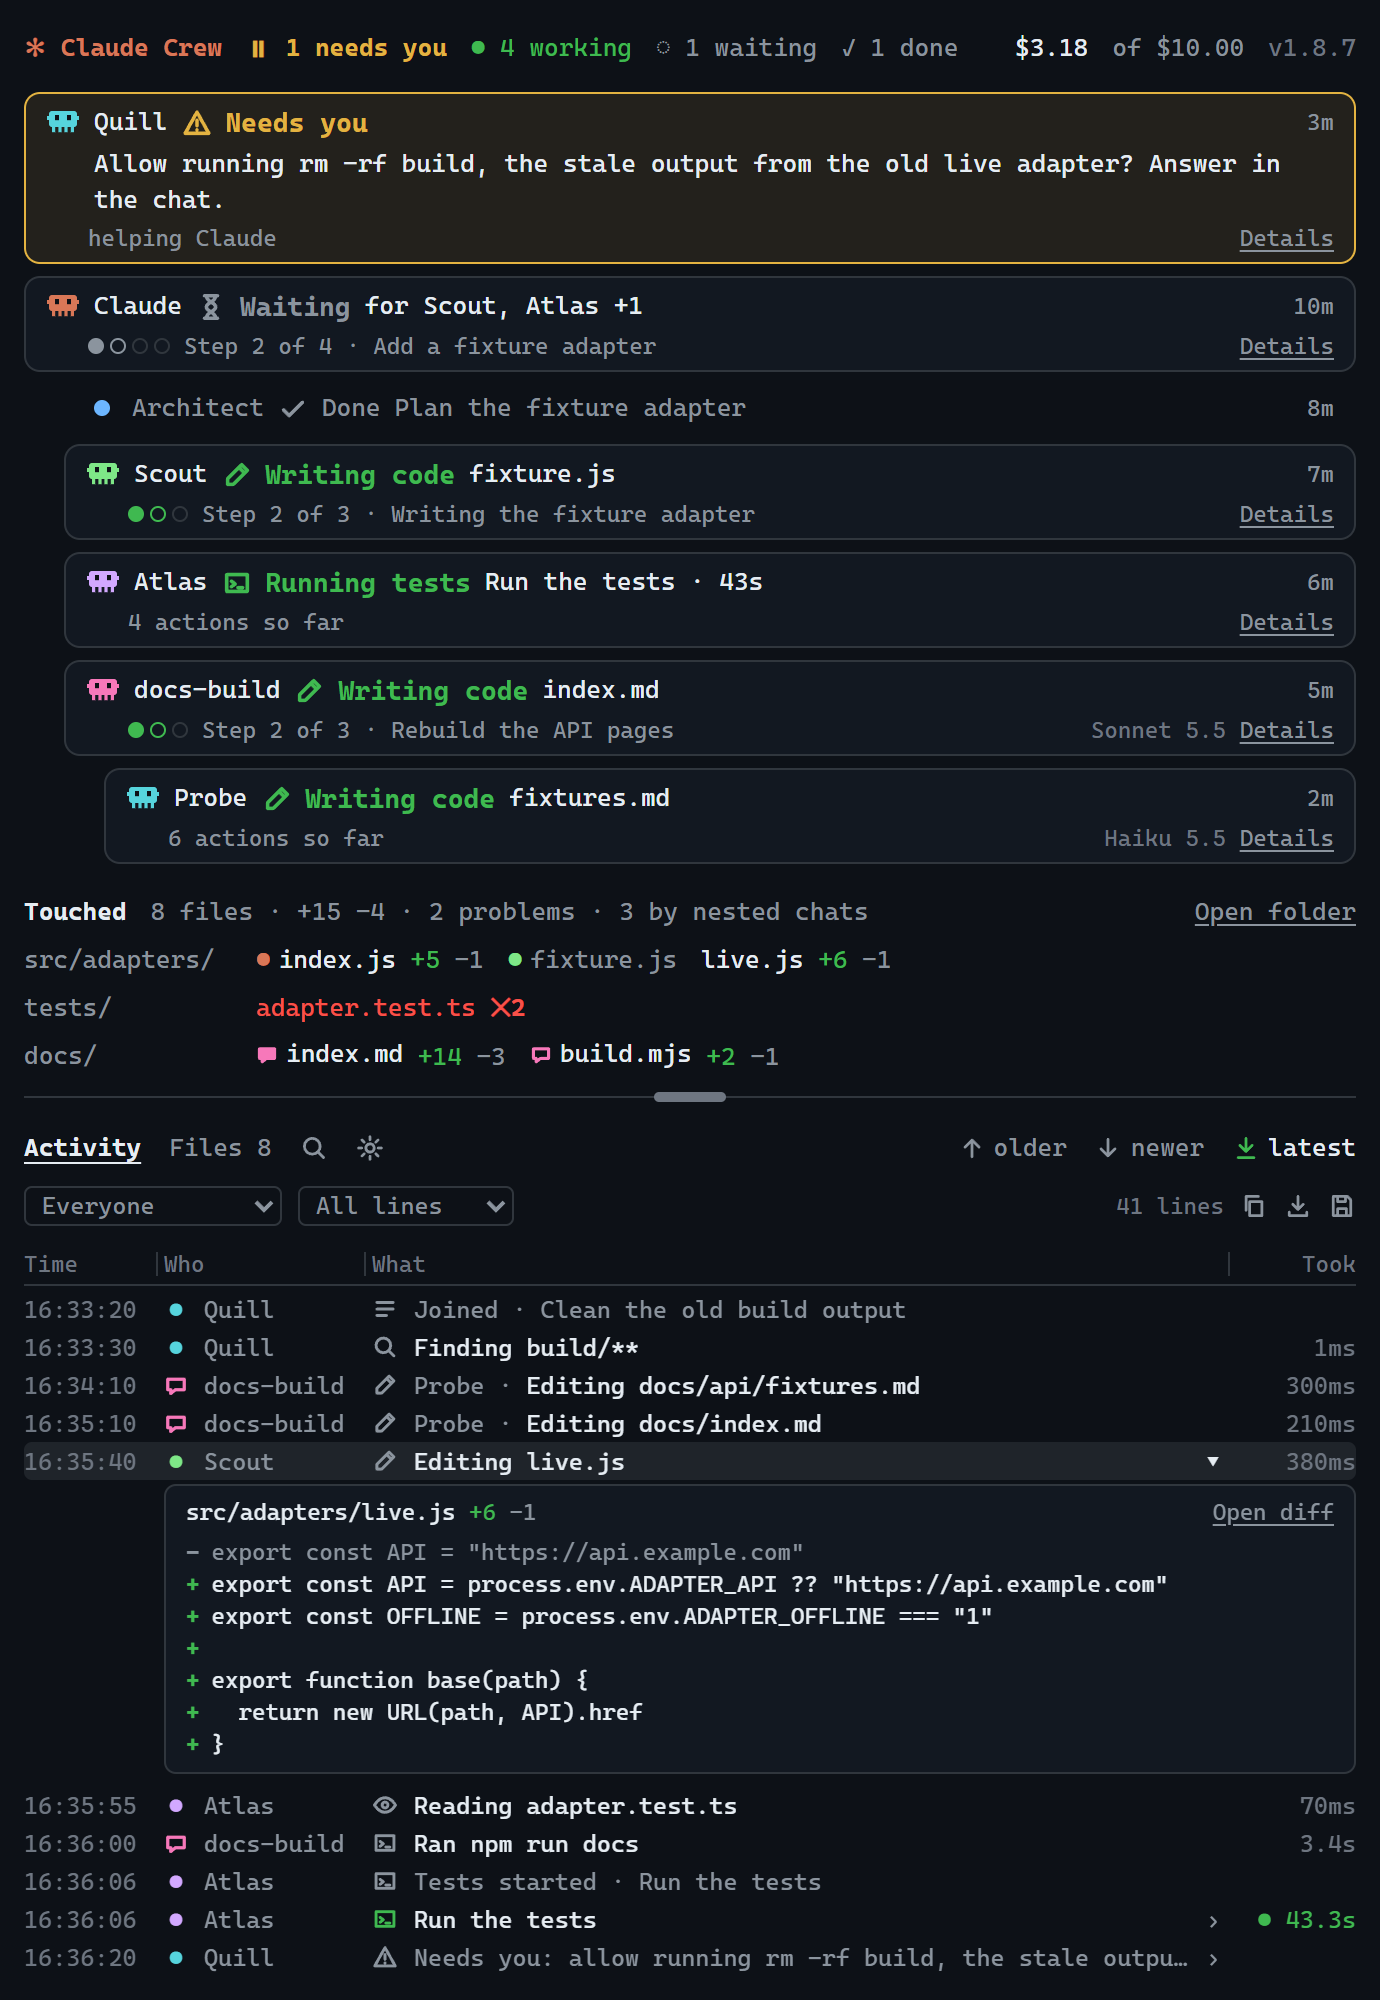 ✻ Claude Crew ⏸ 1 needs you ● 4 working ◌ 1 waiting ✓ 1 done $3.18 of $10.00 v1.8.7
Quill ⚠ Needs you 3m
Allow running rm -rf build, the stale output from the old live adapter? Answer in
the chat.
helping Claude Details
Claude Waiting for Scout, Atlas +1 10m
Step 2 of 4 · Add a fixture adapter Details
Architect ✓ Done Plan the fixture adapter 8m
Scout Writing code fixture.js 7m
Step 2 of 3 · Writing the fixture adapter Details
Atlas Running tests Run the tests · 43s 6m
4 actions so far Details
docs-build Writing code index.md 5m
Step 2 of 3 · Rebuild the API pages Sonnet 5.5 Details
Probe Writing code fixtures.md 2m
6 actions so far Haiku 5.5 Details
Touched 8 files · +15 −4 · 2 problems · 3 by nested chats Open folder
src/adapters/ index.js +5 −1 fixture.js live.js +6 −1
tests/ adapter.test.ts ✕2
docs/ index.md +14 −3 build.mjs +2 −1
Activity Files 8 ↑ older ↓ newer latest
Everyone All lines 41 lines
Time Who What Took
16:33:20 Quill Joined · Clean the old build output
16:33:30 Quill Finding build/** 1ms
16:34:10 docs-build Probe · Editing docs/api/fixtures.md 300ms
16:35:10 docs-build Probe · Editing docs/index.md 210ms
16:35:40 Scout Editing live.js ▼ 380ms
src/adapters/live.js +6 −1 Open diff
− export const API = "https://api.example.com"
+ export const API = process.env.ADAPTER_API ?? "https://api.example.com"
+ export const OFFLINE = process.env.ADAPTER_OFFLINE === "1"
+
+ export function base(path) {
+   return new URL(path, API).href
+ }
16:35:55 Atlas Reading adapter.test.ts 70ms
16:36:00 docs-build Ran npm run docs 3.4s
16:36:06 Atlas Tests started · Run the tests
16:36:06 Atlas Run the tests › ● 43.3s
16:36:20 Quill Needs you: allow running rm -rf build, the stale outpu… ›